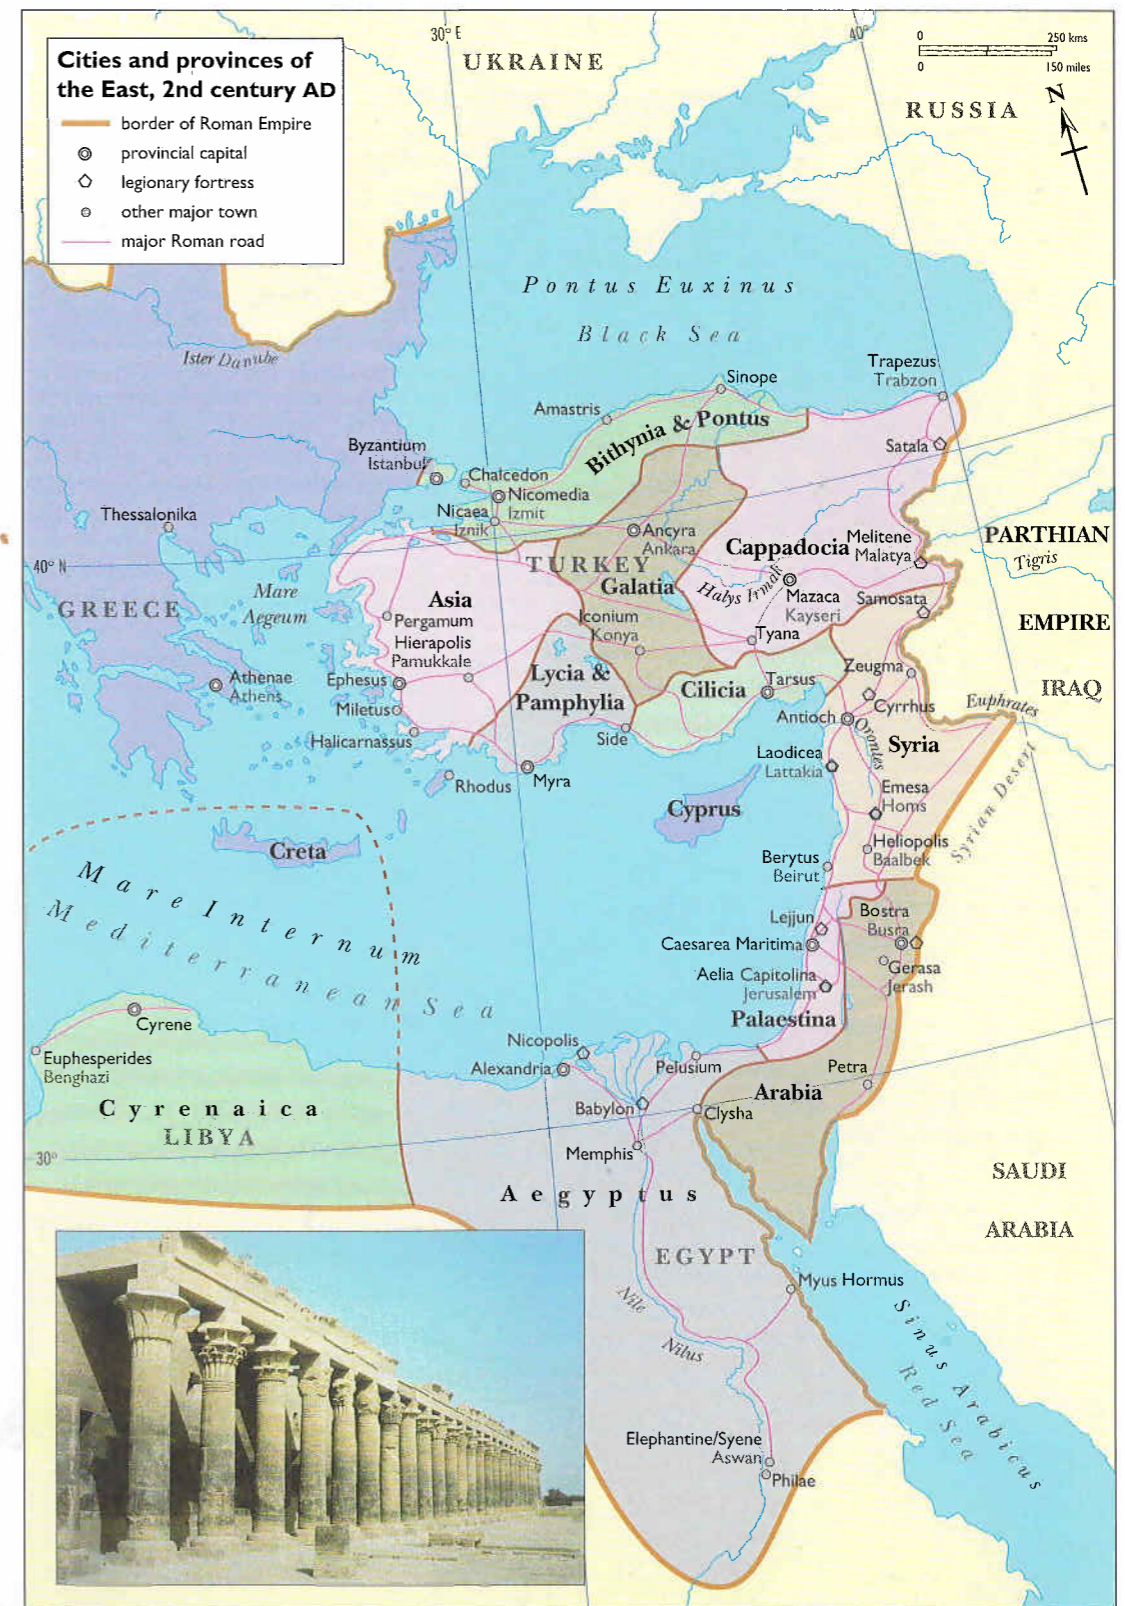 Cities and provinces of
the East, 2nd century AD
border of Roman Empire
provincial capital
legionary fortress
other major town
major Roman road
30° E
40°
0 250 kms
0 150 miles
N
UKRAINE
RUSSIA
Pontus Euxinus
Black Sea
Ister Danube
Trapezus
Trabzon
Sinope
Amastris
Bithynia & Pontus
Satala
Byzantium
Istanbul
Chalcedon
Nicomedia
Izmit
Nicaea
Iznik
Thessalonika
Ancyra
Ankara
Cappadocia
Melitene
Malatya
PARTHIAN
Tigris
EMPIRE
40° N
TURKEY
Galatia
Halys Irmak
Mazaca
Kayseri
Samosata
GREECE
Mare
Aegeum
Asia
Pergamum
Hierapolis
Pamukkale
Iconium
Konya
Tyana
Zeugma
IRAQ
Athenae
Athens
Ephesus
Miletus
Halicarnassus
Lycia &
Pamphylia
Cilicia
Tarsus
Cyrrhus
Euphrates
Antioch
Orontes
Syria
Side
Rhodus
Myra
Laodicea
Lattakia
Emesa
Homs
Syrian Desert
Cyprus
Creta
Heliopolis
Baalbek
Berytus
Beirut
Mare Internum
Mediterranean Sea
Lejjun
Bostra
Busra
Caesarea Maritima
Gerasa
Jerash
Aelia Capitolina
Jerusalem
Palaestina
Cyrene
Euphesperides
Benghazi
Nicopolis
Alexandria
Pelusium
Petra
Arabia
Cyrenaica
LIBYA
Babylon
Clysha
Memphis
30°
Aegyptus
SAUDI
ARABIA
EGYPT
Myus Hormus
Nile
Nilus
Sinus Arabicus
Red Sea
Elephantine/Syene
Aswan
Philae